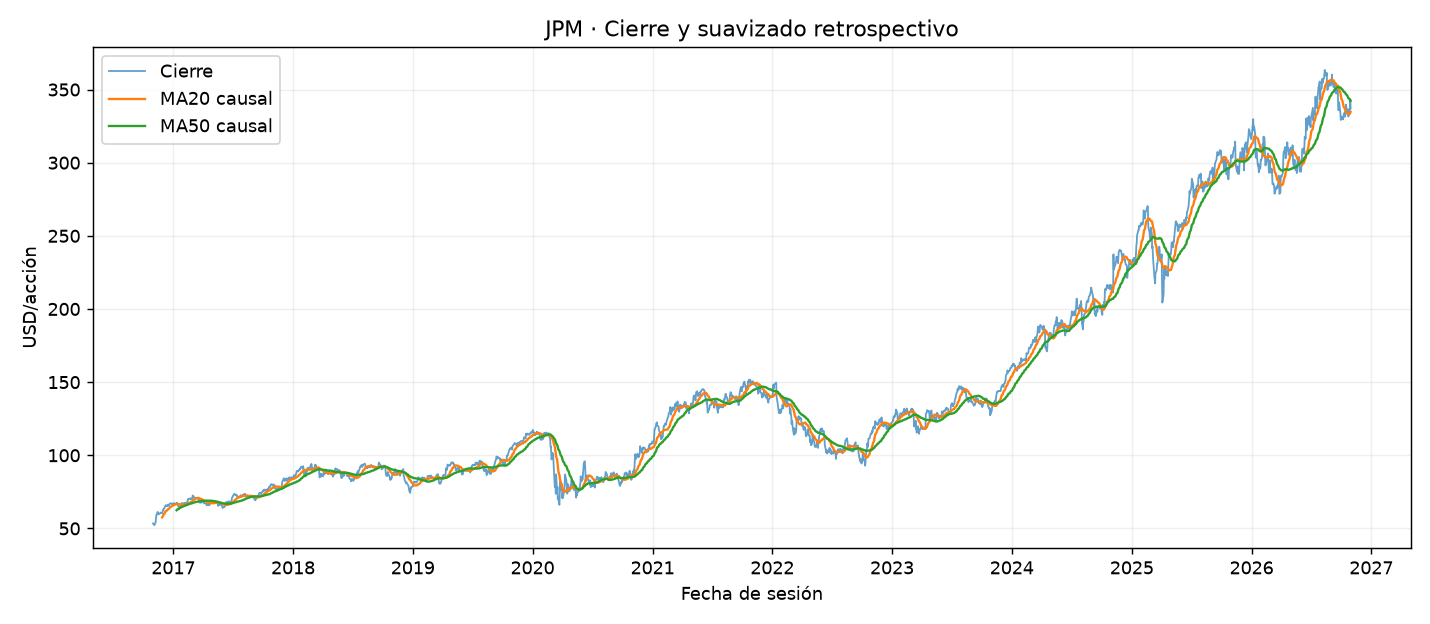 JPM · Cierre y suavizado retrospectivo
Cierre
MA20 causal
MA50 causal
350
300
250
200
150
100
50
USD/acción
2017 2018 2019 2020 2021 2022 2023 2024 2025 2026 2027
Fecha de sesión